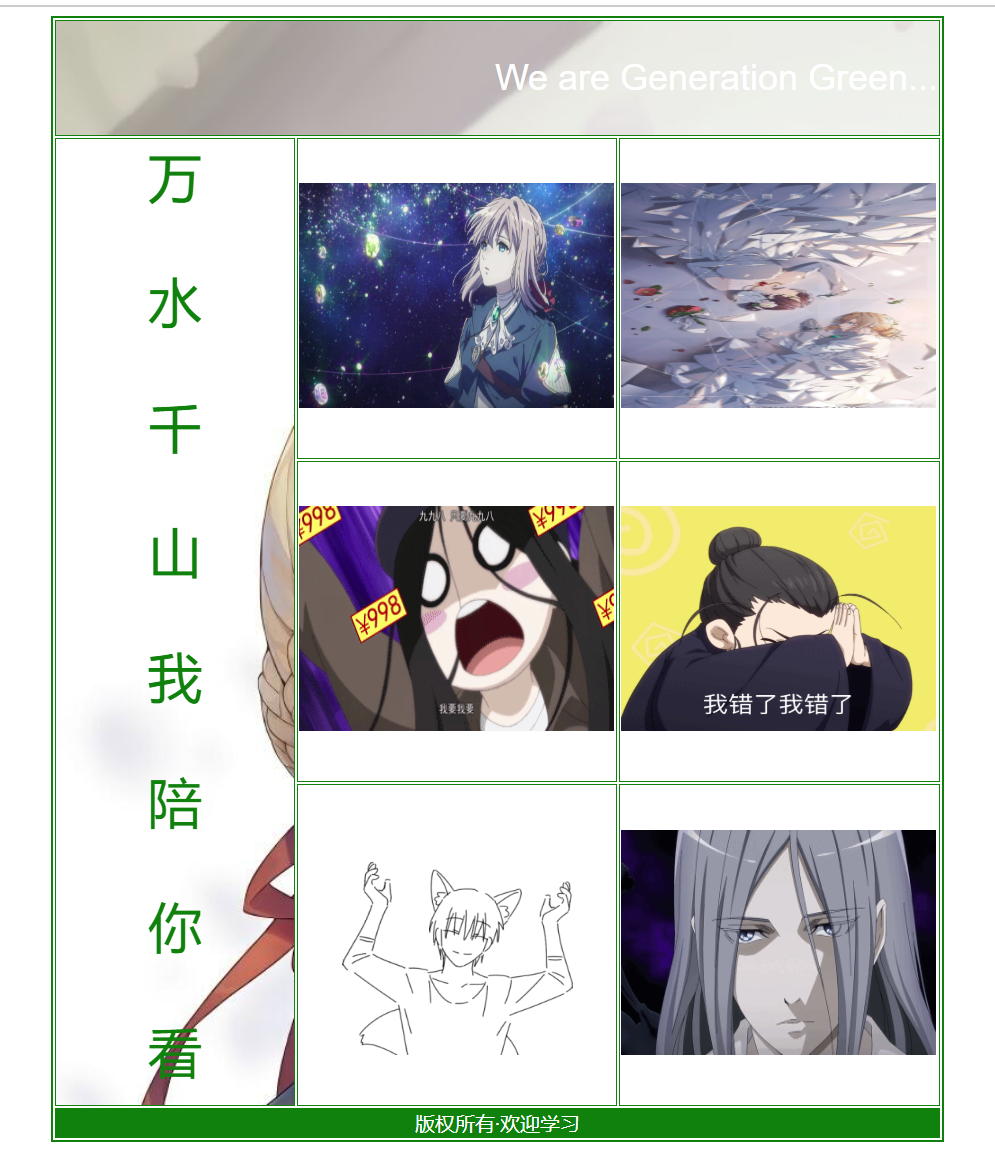 We are Generation Green...
万
水
千
山
我
陪
你
看
¥998
九九八 只要九九八
¥998
¥998
我要我要
我错了我错了
版权所有·欢迎学习